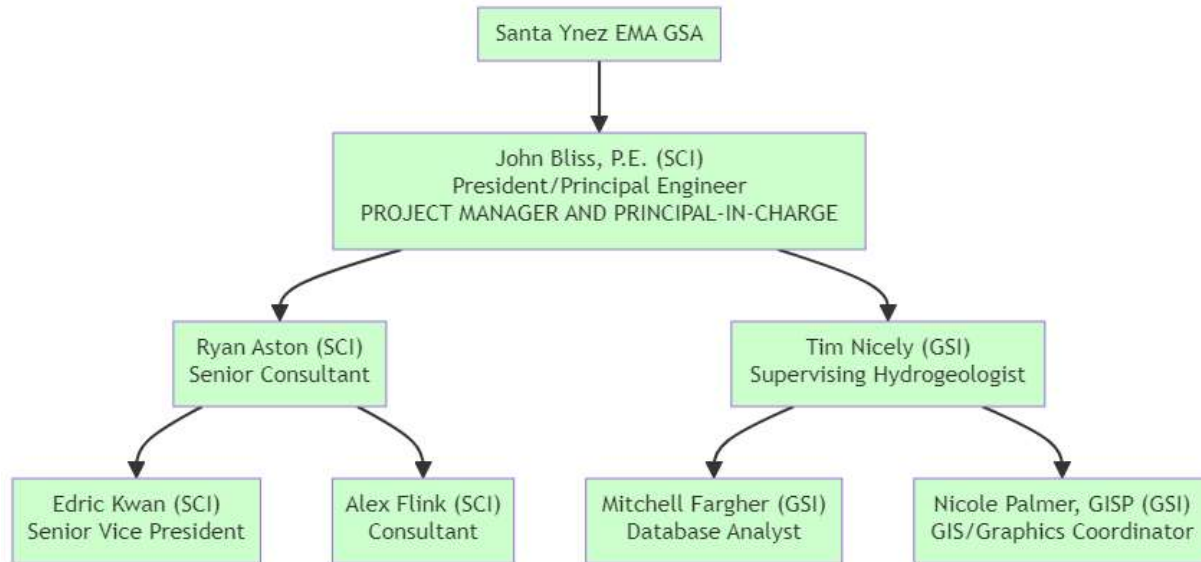 Santa Ynez EMA GSA
John Bliss, P.E. (SCI)
President/Principal Engineer
PROJECT MANAGER AND PRINCIPAL-IN-CHARGE
Ryan Aston (SCI)
Senior Consultant
Tim Nicely (GSI)
Supervising Hydrogeologist
Edric Kwan (SCI)
Senior Vice President
Alex Flink (SCI)
Consultant
Mitchell Fargher (GSI)
Database Analyst
Nicole Palmer, GISP (GSI)
GIS/Graphics Coordinator